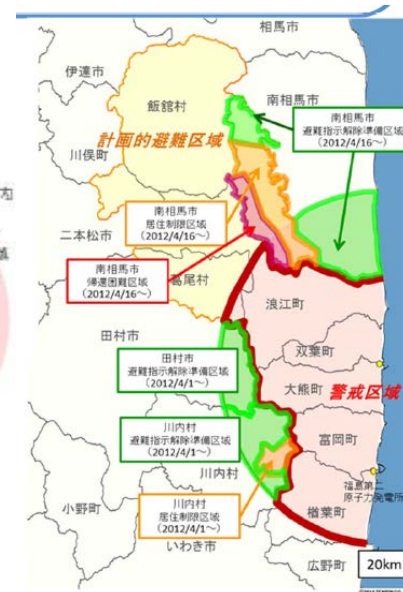 相馬市
伊達市
飯舘村
南相馬市
南相馬市
避難指示解除準備区域
(2012/4/16~)
計画的避難区域
川俣町
南相馬市
居住制限区域
(2012/4/16~)
二本松市
南相馬市
帰還困難区域
(2012/4/16~)
葛尾村
浪江町
田村市
双葉町
田村市
避難指示解除準備区域
(2012/4/1~)
大熊町
警戒区域
川内村
避難指示解除準備区域
(2012/4/1~)
富岡町
川内村
福島第二
原子力発電所
小野町
川内村
居住制限区域
(2012/4/1~)
楢葉町
いわき市
広野町
20km